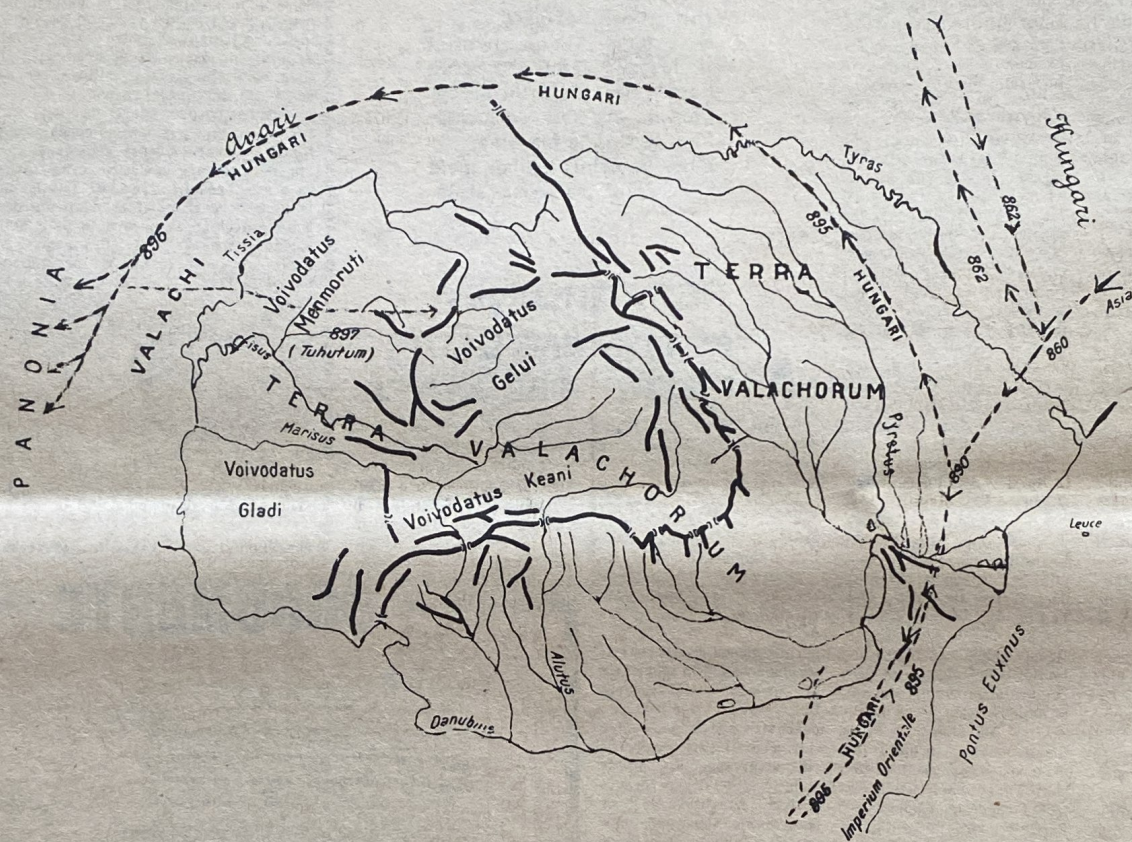 HUNGARI
Avari
HUNGARI
Hungari
Tyras
862
862
895
896
Tissia
PANONIA
VALACHI
Voivodatus
Menmoruti
TERRA
HUNGARI
Asia
860
897
(Tuhutum)
Crisus
Voivodatus
Gelui
VALACHORUM
TERRA
Marisus
Pyretus
VALACHORUM
Keani
Voivodatus
Voivodatus
Gladi
890
Leuce
Alutus
Danubius
HUNGARI
895
895
Imperium Orientale
Pontus Euxinus